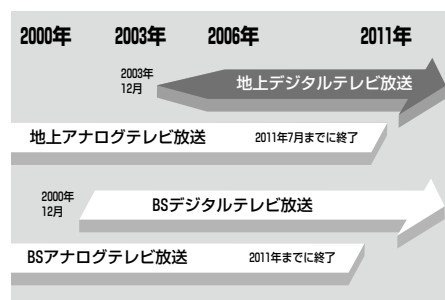 2000年 2003年 2006年 2011年
2003年
12月
地上デジタルテレビ放送
地上アナログテレビ放送 2011年7月までに終了
2000年
12月
BSデジタルテレビ放送
BSアナログテレビ放送 2011年までに終了